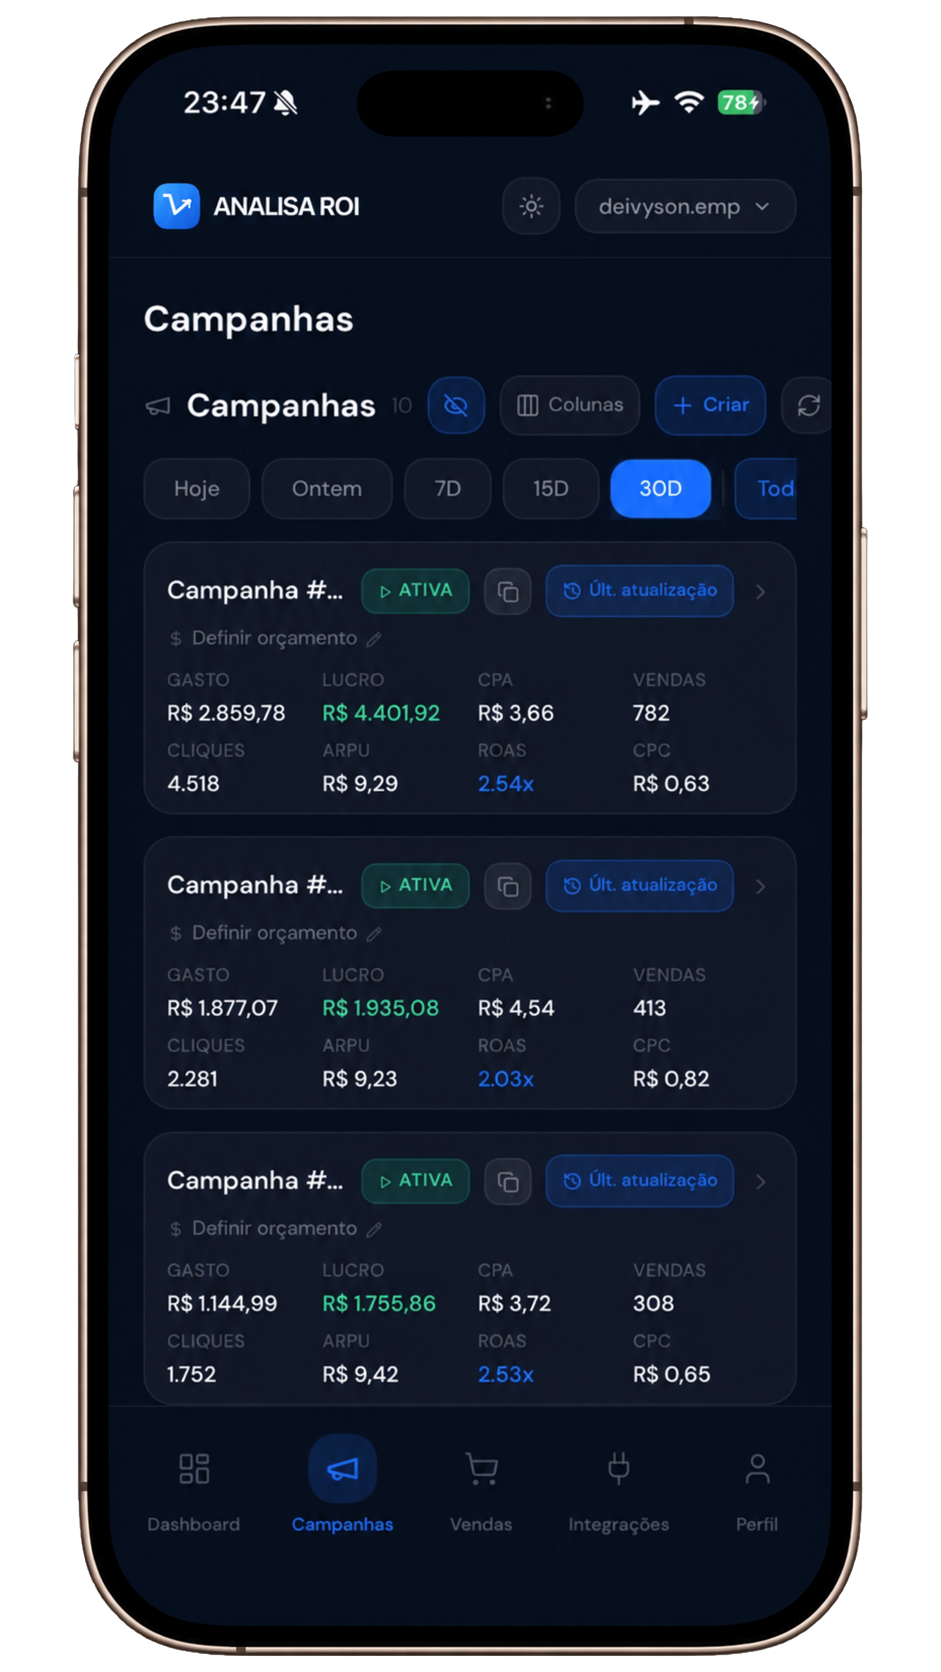 23:47
78
ANALISA ROI
deivyson.emp
Campanhas
Campanhas 10 Colunas + Criar
Hoje Ontem 7D 15D 30D Tod
Campanha #... ATIVA Últ. atualização
$ Definir orçamento
GASTO LUCRO CPA VENDAS
R$ 2.859,78 R$ 4.401,92 R$ 3,66 782
CLIQUES ARPU ROAS CPC
4.518 R$ 9,29 2.54x R$ 0,63
Campanha #... ATIVA Últ. atualização
$ Definir orçamento
GASTO LUCRO CPA VENDAS
R$ 1.877,07 R$ 1.935,08 R$ 4,54 413
CLIQUES ARPU ROAS CPC
2.281 R$ 9,23 2.03x R$ 0,82
Campanha #... ATIVA Últ. atualização
$ Definir orçamento
GASTO LUCRO CPA VENDAS
R$ 1.144,99 R$ 1.755,86 R$ 3,72 308
CLIQUES ARPU ROAS CPC
1.752 R$ 9,42 2.53x R$ 0,65
Dashboard Campanhas Vendas Integrações Perfil